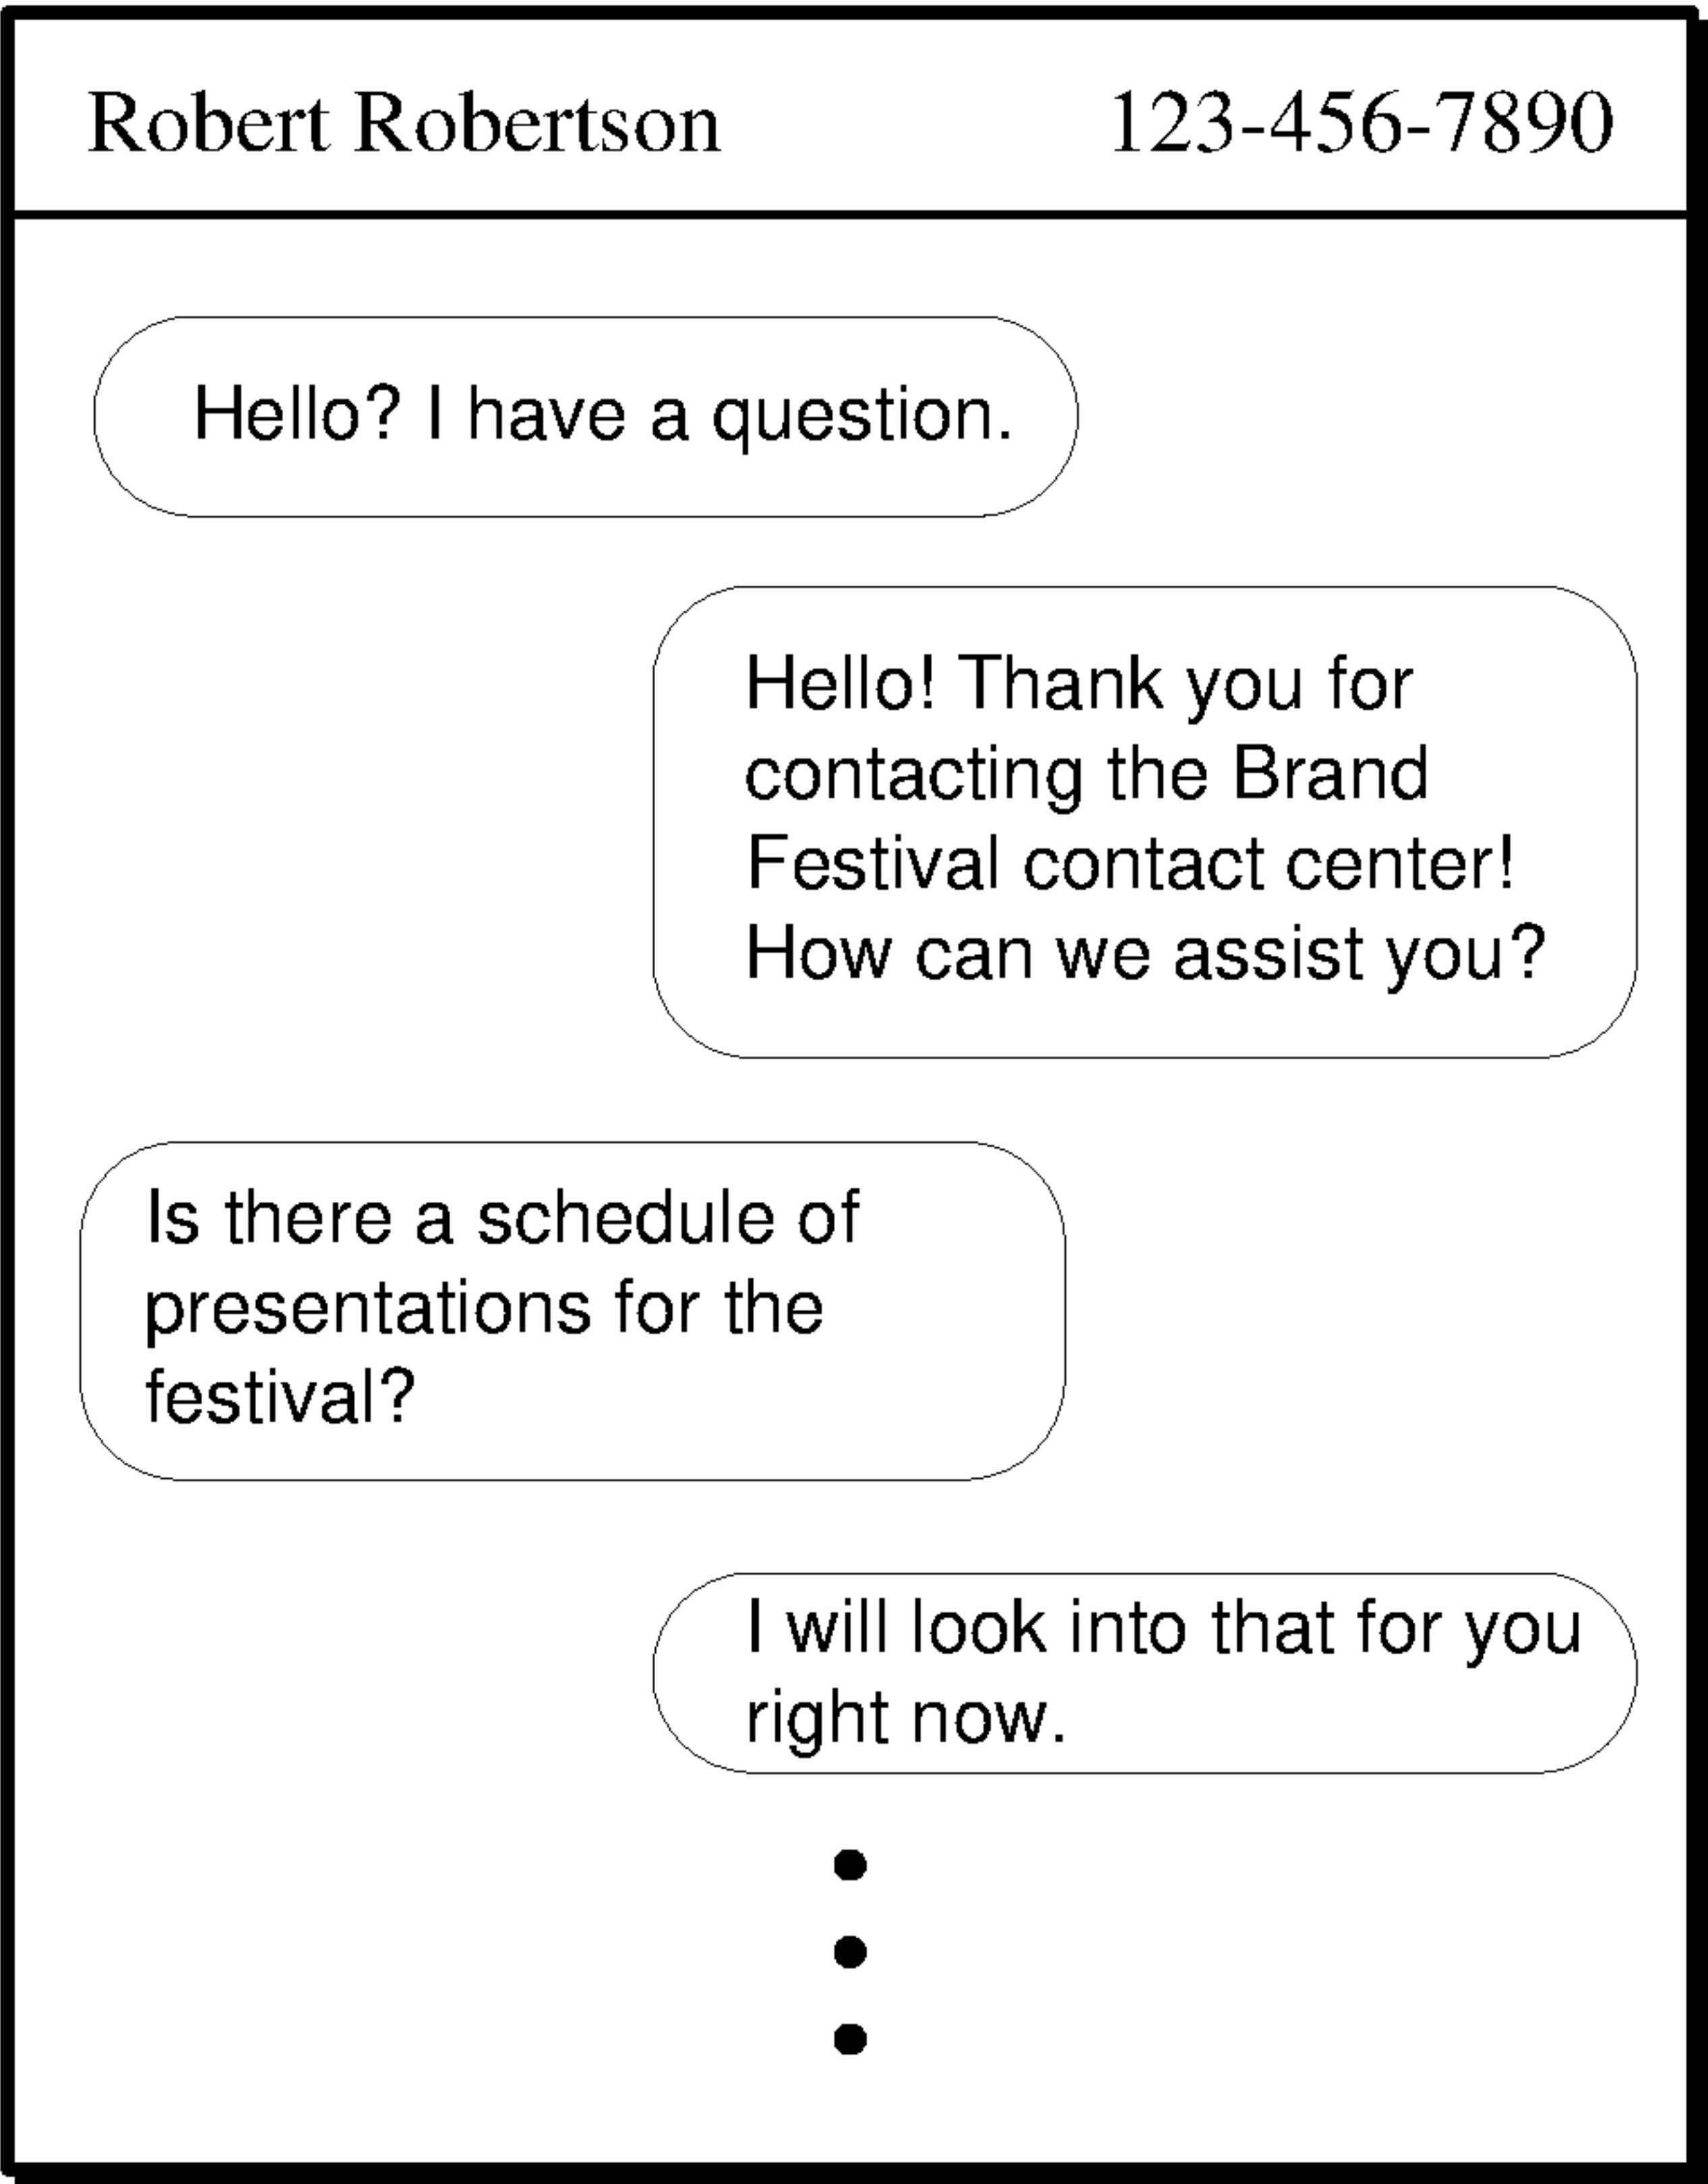 Robert Robertson 123-456-7890
Hello? I have a question.
Hello! Thank you for
contacting the Brand
Festival contact center!
How can we assist you?
Is there a schedule of
presentations for the
festival?
I will look into that for you
right now.